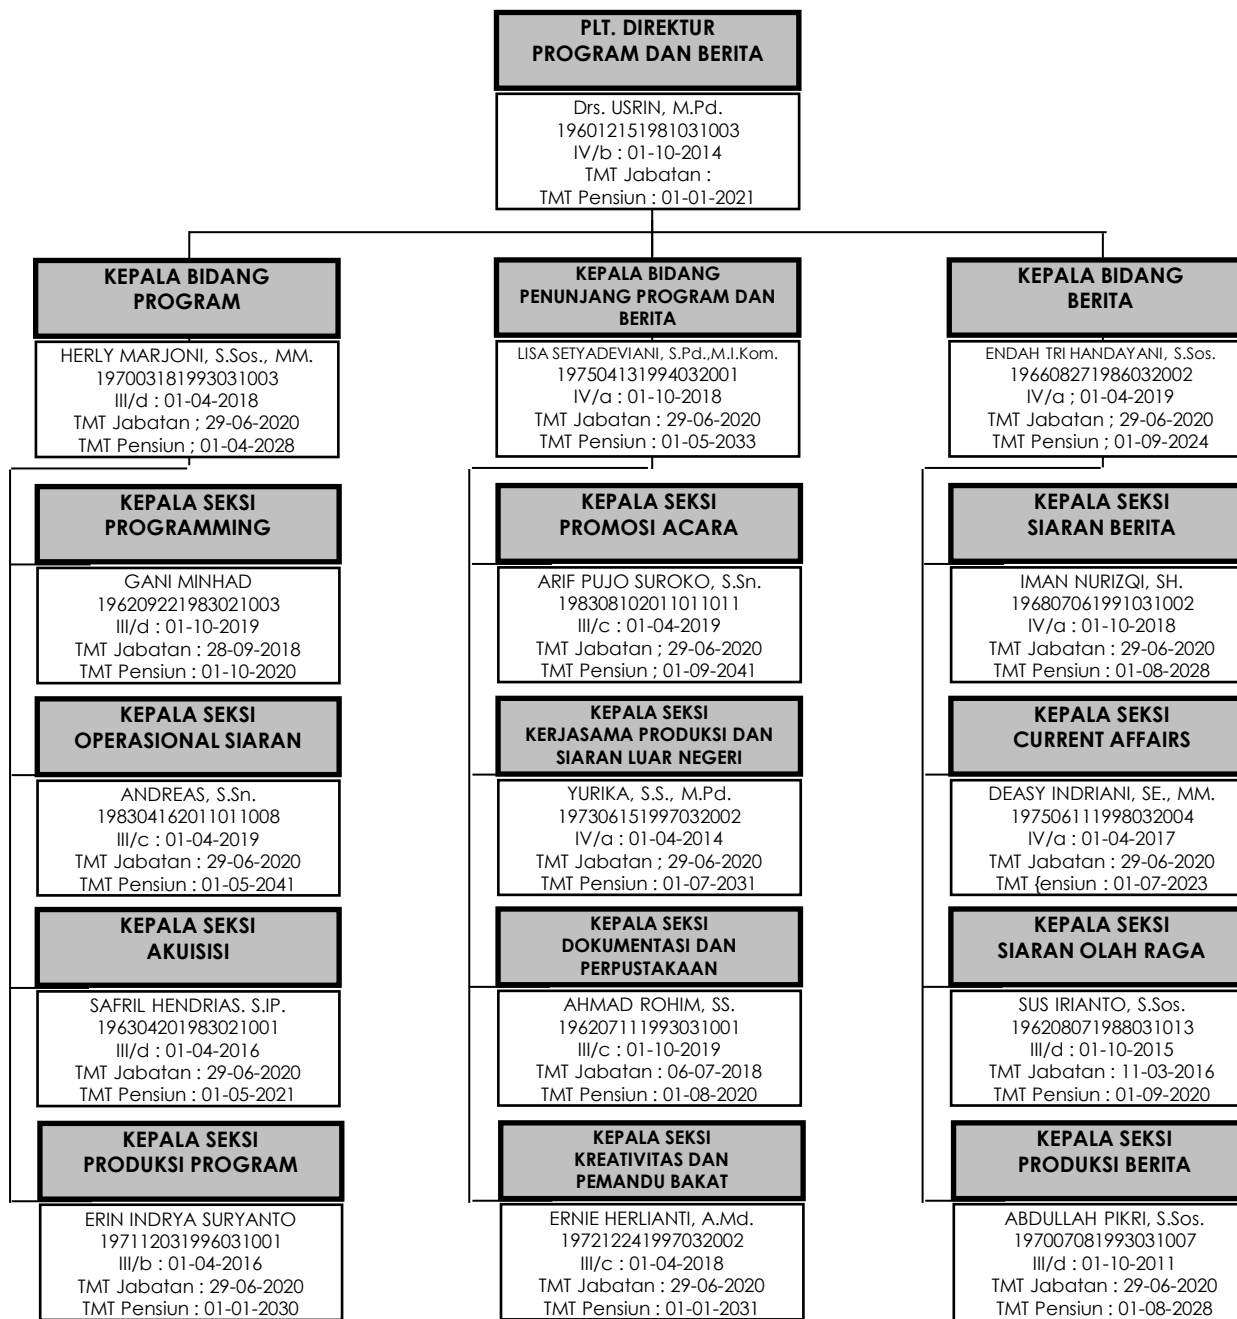 PLT. DIREKTUR
PROGRAM DAN BERITA
Drs. USRIN, M.Pd.
196012151981031003
IV/b : 01-10-2014
TMT Jabatan :
TMT Pensiun : 01-01-2021
KEPALA BIDANG
PROGRAM
HERLY MARJONI, S.Sos., MM.
197003181993031003
III/d : 01-04-2018
TMT Jabatan ; 29-06-2020
TMT Pensiun ; 01-04-2028
KEPALA SEKSI
PROGRAMMING
GANI MINHAD
196209221983021003
III/d : 01-10-2019
TMT Jabatan : 28-09-2018
TMT Pensiun : 01-10-2020
KEPALA SEKSI
OPERASIONAL SIARAN
ANDREAS, S.Sn.
198304162011011008
III/c : 01-04-2019
TMT Jabatan : 29-06-2020
TMT Pensiun : 01-05-2041
KEPALA SEKSI
AKUISISI
SAFRIL HENDRIAS. S.IP.
196304201983021001
III/d : 01-04-2016
TMT Jabatan : 29-06-2020
TMT Pensiun : 01-05-2021
KEPALA SEKSI
PRODUKSI PROGRAM
ERIN INDRYA SURYANTO
197112031996031001
III/b : 01-04-2016
TMT Jabatan : 29-06-2020
TMT Pensiun : 01-01-2030
KEPALA BIDANG
PENUNJANG PROGRAM DAN
BERITA
LISA SETYADEVIANI, S.Pd.,M.I.Kom.
197504131994032001
IV/a : 01-10-2018
TMT Jabatan : 29-06-2020
TMT Pensiun : 01-05-2033
KEPALA SEKSI
PROMOSI ACARA
ARIF PUJO SUROKO, S.Sn.
198308102011011011
III/c : 01-04-2019
TMT Jabatan ; 29-06-2020
TMT Pensiun ; 01-09-2041
KEPALA SEKSI
KERJASAMA PRODUKSI DAN
SIARAN LUAR NEGERI
YURIKA, S.S., M.Pd.
197306151997032002
IV/a : 01-04-2014
TMT Jabatan ; 29-06-2020
TMT Pensiun : 01-07-2031
KEPALA SEKSI
DOKUMENTASI DAN
PERPUSTAKAAN
AHMAD ROHIM, SS.
196207111993031001
III/c : 01-10-2019
TMT Jabatan : 06-07-2018
TMT Pensiun : 01-08-2020
KEPALA SEKSI
KREATIVITAS DAN
PEMANDU BAKAT
ERNIE HERLIANTI, A.Md.
197212241997032002
III/c : 01-04-2018
TMT Jabatan : 29-06-2020
TMT Pensiun : 01-01-2031
KEPALA BIDANG
BERITA
ENDAH TRI HANDAYANI, S.Sos.
196608271986032002
IV/a ; 01-04-2019
TMT Jabatan ; 29-06-2020
TMT Pensiun ; 01-09-2024
KEPALA SEKSI
SIARAN BERITA
IMAN NURIZQI, SH.
196807061991031002
IV/a : 01-10-2018
TMT Jabatan : 29-06-2020
TMT Pensiun : 01-08-2028
KEPALA SEKSI
CURRENT AFFAIRS
DEASY INDRIANI, SE., MM.
197506111998032004
IV/a : 01-04-2017
TMT Jabatan : 29-06-2020
TMT {ensiun : 01-07-2023
KEPALA SEKSI
SIARAN OLAH RAGA
SUS IRIANTO, S.Sos.
196208071988031013
III/d : 01-10-2015
TMT Jabatan : 11-03-2016
TMT Pensiun : 01-09-2020
KEPALA SEKSI
PRODUKSI BERITA
ABDULLAH PIKRI, S.Sos.
197007081993031007
III/d : 01-10-2011
TMT Jabatan : 29-06-2020
TMT Pensiun : 01-08-2028